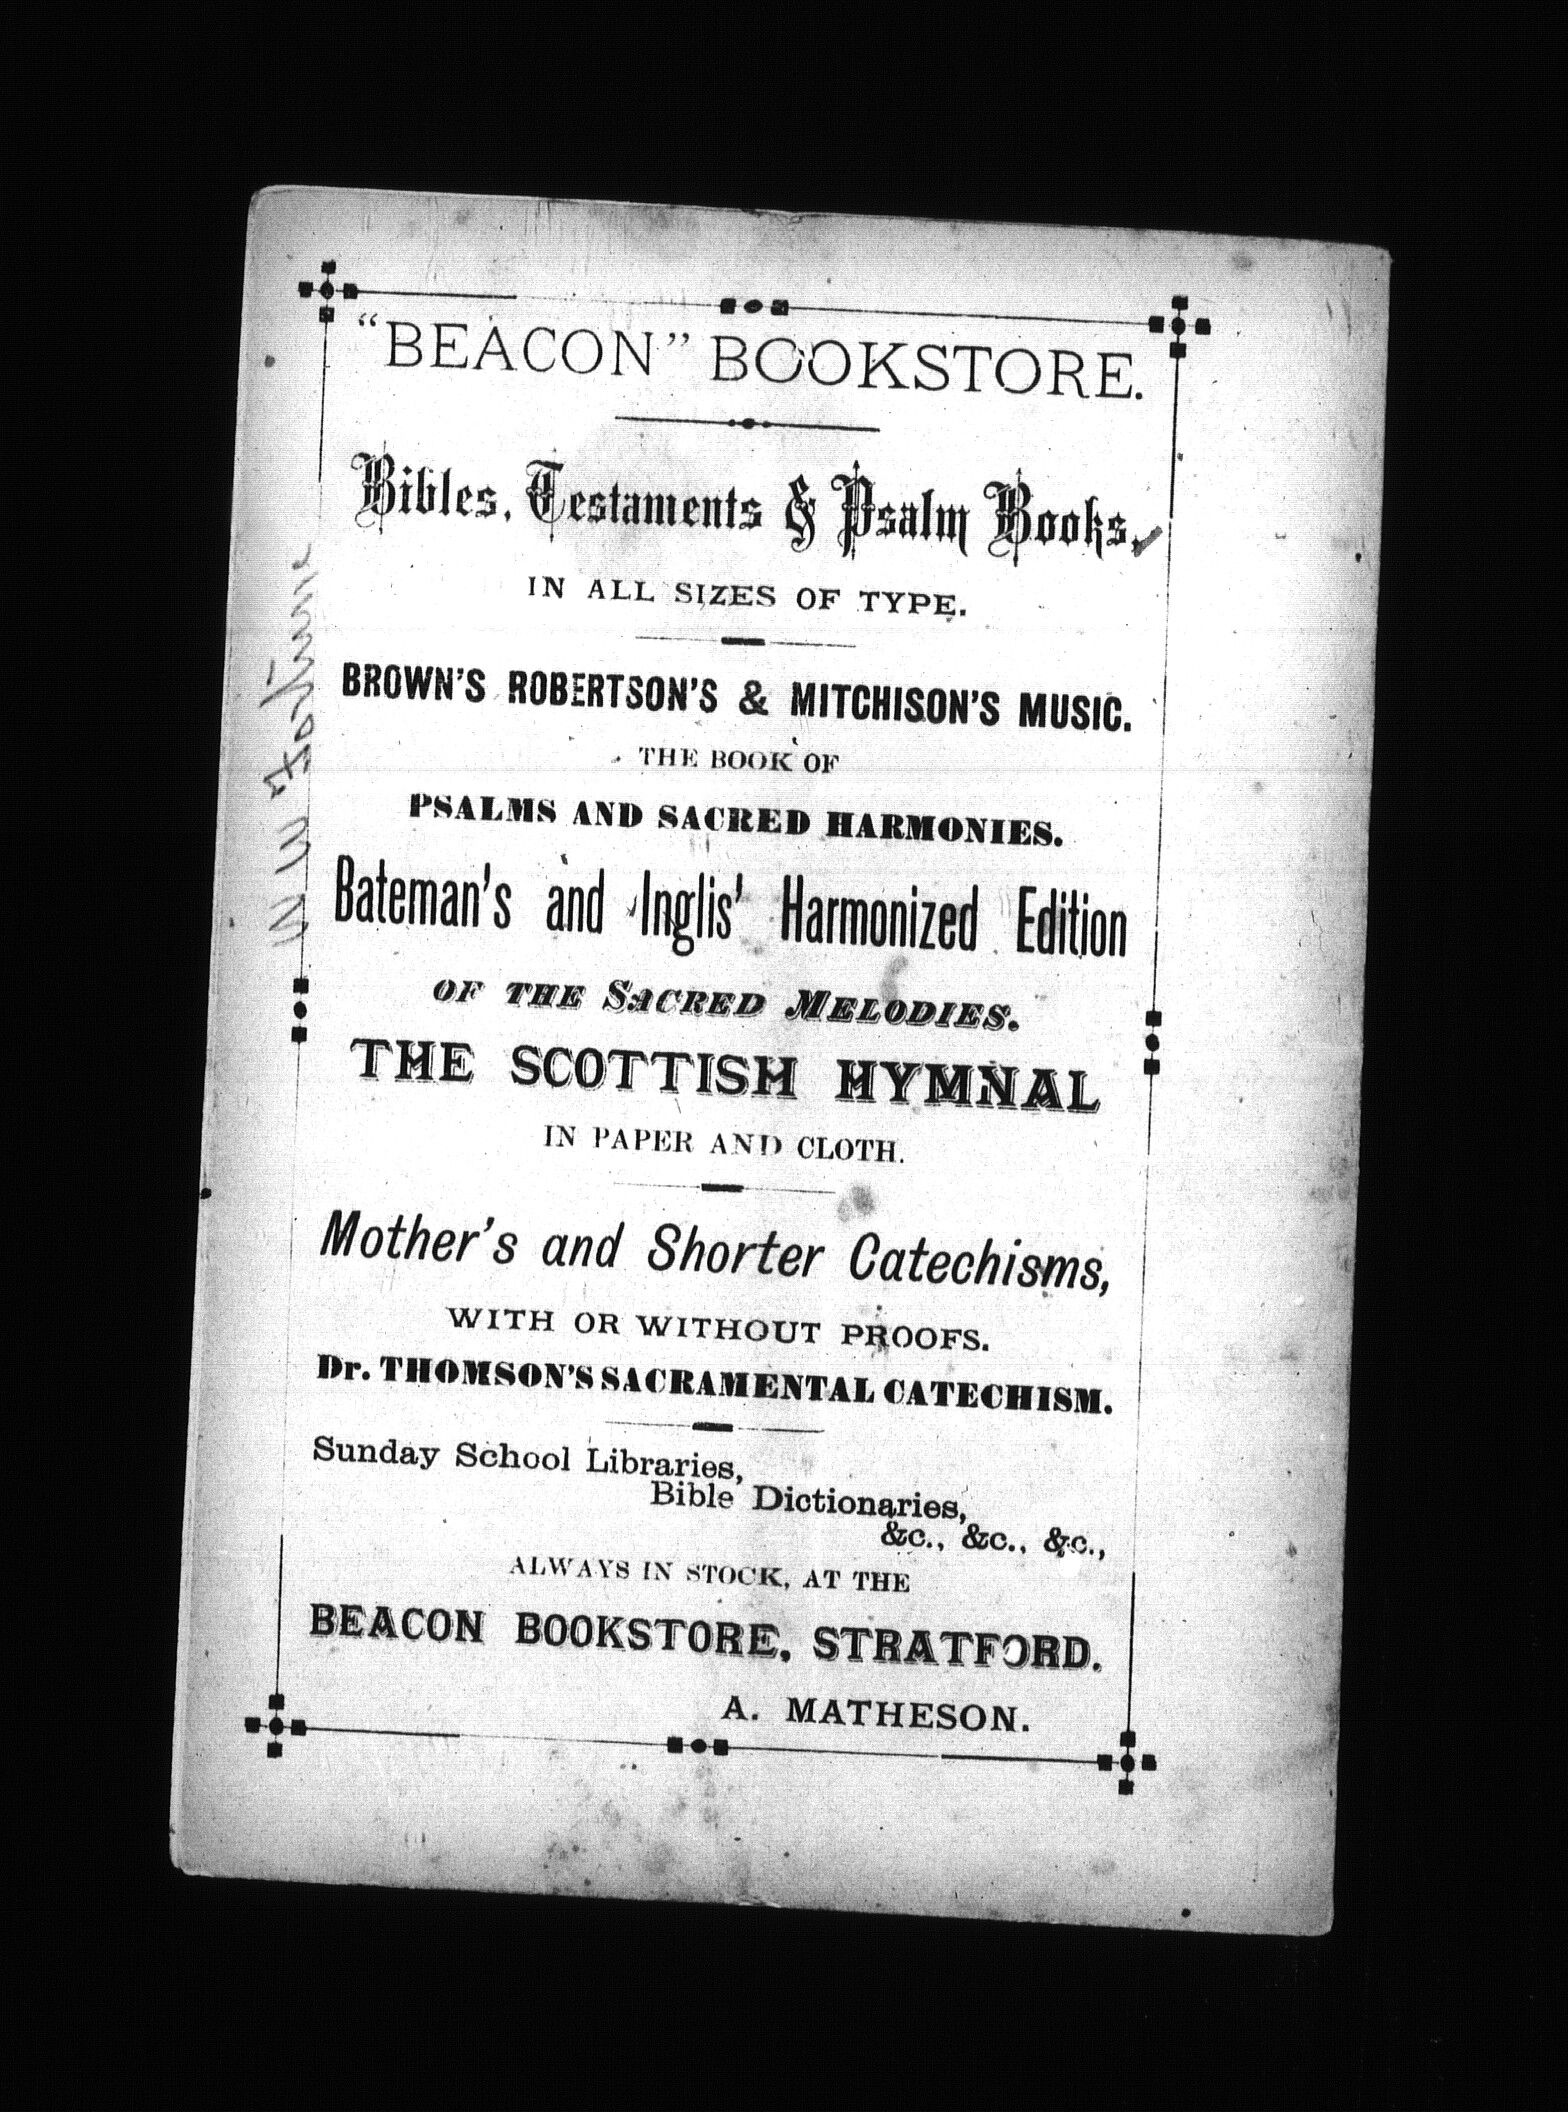 "BEACON" BOOKSTORE.
Bibles, Testaments & Psalm Books,
IN ALL SIZES OF TYPE.
BROWN'S ROBERTSON'S & MITCHISON'S MUSIC.
THE BOOK OF
PSALMS AND SACRED HARMONIES.
Bateman's and Inglis' Harmonized Edition
OF THE SACRED MELODIES.
THE SCOTTISH HYMNAL
IN PAPER AND CLOTH.
Mother's and Shorter Catechisms,
WITH OR WITHOUT PROOFS.
Dr. THOMSON'S SACRAMENTAL CATECHISM.
Sunday School Libraries,
Bible Dictionaries,
&c., &c., &c.,
ALWAYS IN STOCK, AT THE
BEACON BOOKSTORE, STRATFORD.
A. MATHESON.